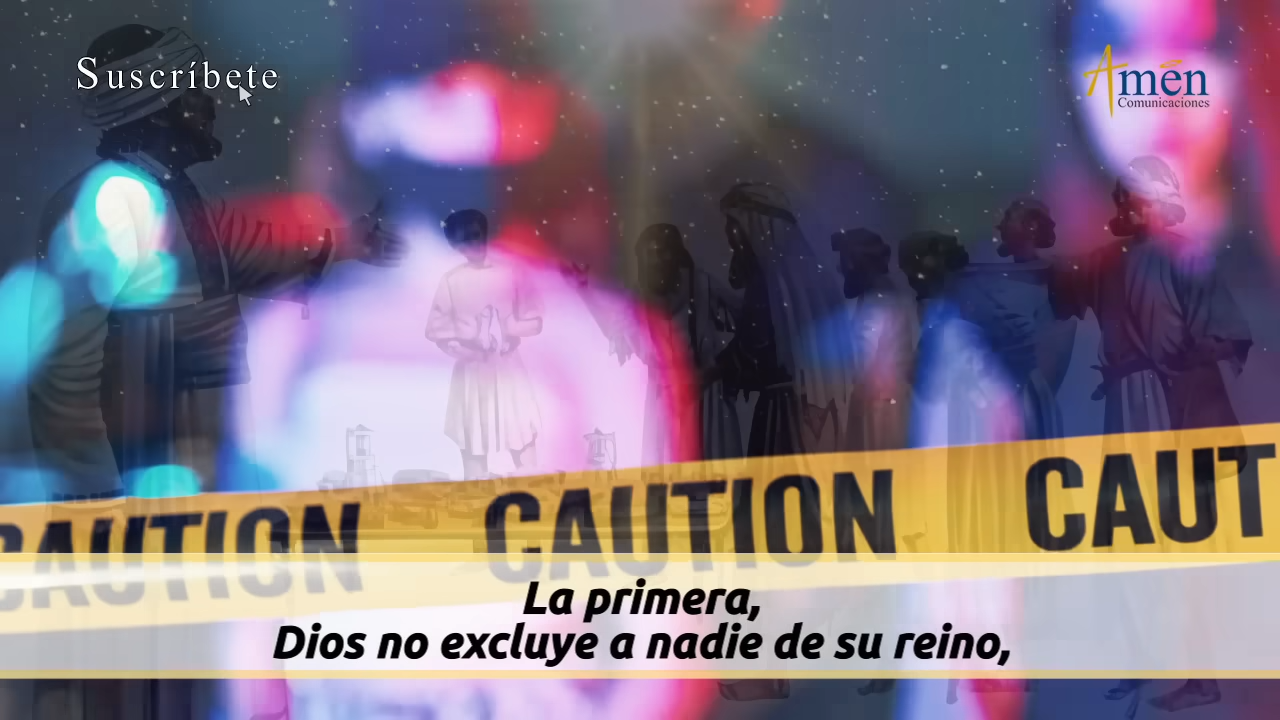 Suscríbete
Amén
Comunicaciones
CAUTION CAUTION CAUT
La primera,
Dios no excluye a nadie de su reino,